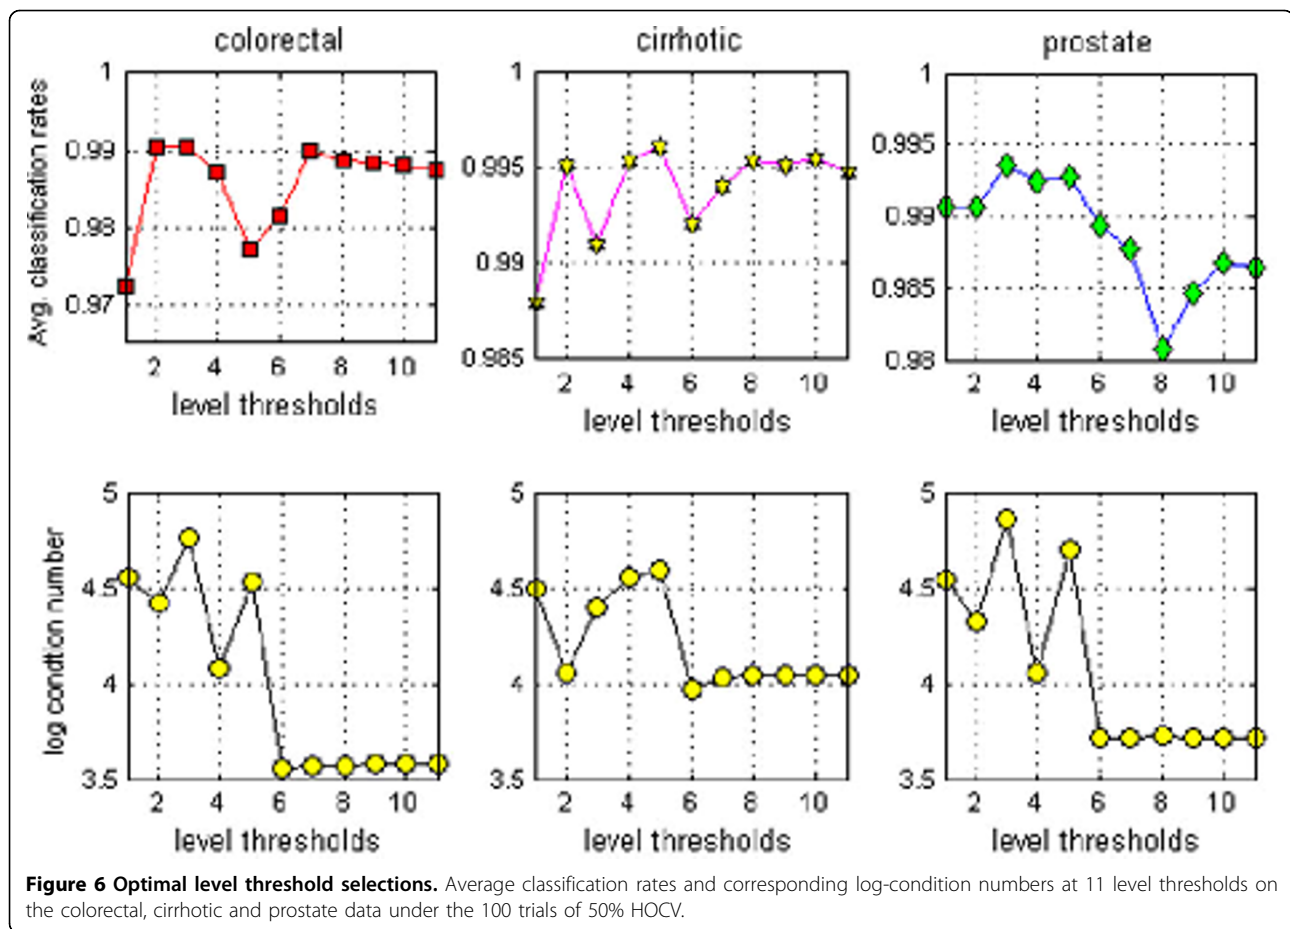 colorectal
cirrhotic
prostate
Avg. classification rates
1
0.99
0.98
0.97
2 4 6 8 10
level thresholds
1
0.995
0.99
0.985
2 4 6 8 10
level thresholds
1
0.995
0.99
0.985
0.98
2 4 6 8 10
level thresholds
log condtion number
5
4.5
4
3.5
2 4 6 8 10
level thresholds
5
4.5
4
3.5
2 4 6 8 10
level thresholds
5
4.5
4
3.5
2 4 6 8 10
level thresholds
Figure 6 Optimal level threshold selections. Average classification rates and corresponding log-condition numbers at 11 level thresholds on
the colorectal, cirrhotic and prostate data under the 100 trials of 50% HOCV.